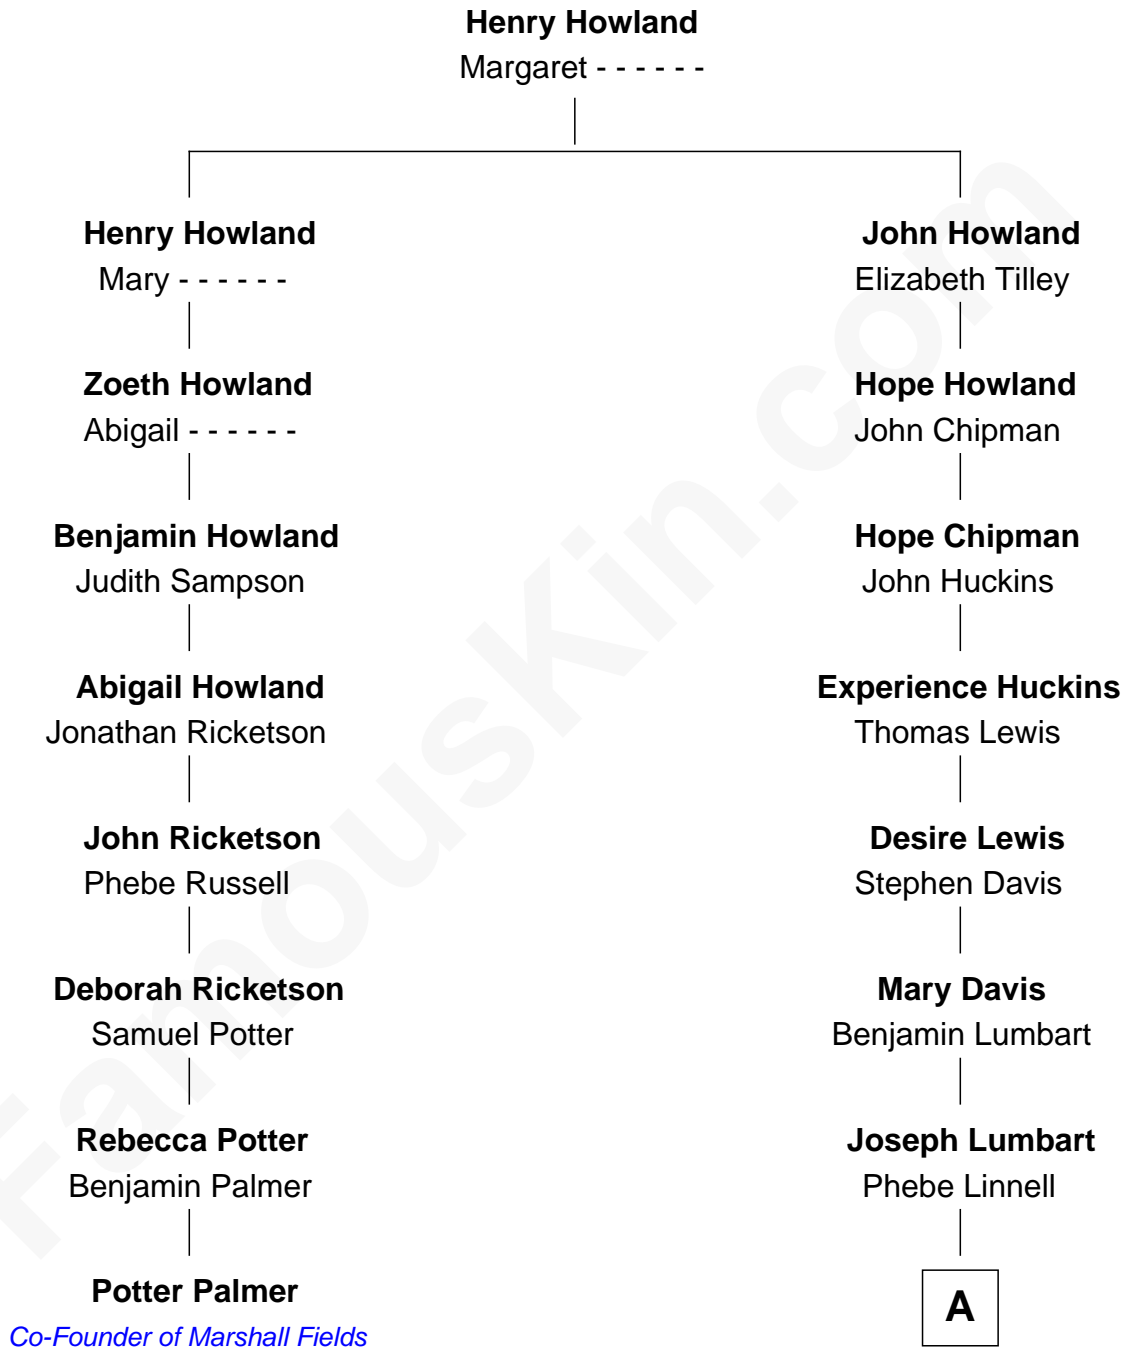 Henry Howland
Margaret - - - - - -
Henry Howland
Mary - - - - - -
John Howland
Elizabeth Tilley
Zoeth Howland
Abigail - - - - - -
Hope Howland
John Chipman
Benjamin Howland
Judith Sampson
Hope Chipman
John Huckins
Abigail Howland
Jonathan Ricketson
Experience Huckins
Thomas Lewis
John Ricketson
Phebe Russell
Desire Lewis
Stephen Davis
Deborah Ricketson
Samuel Potter
Mary Davis
Benjamin Lumbart
Rebecca Potter
Benjamin Palmer
Joseph Lumbart
Phebe Linnell
Potter Palmer
Co-Founder of Marshall Fields
A
FamousKin.com